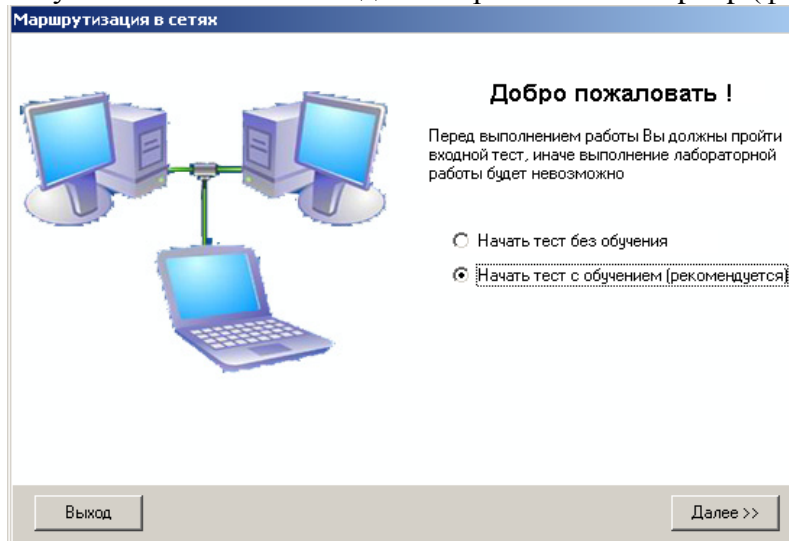 Маршрутизация в сетях
Добро пожаловать !
Перед выполнением работы Вы должны пройти
входной тест, иначе выполнение лабораторной
работы будет невозможно
Начать тест без обучения
Начать тест с обучением (рекомендуется)
Выход
Далее >>